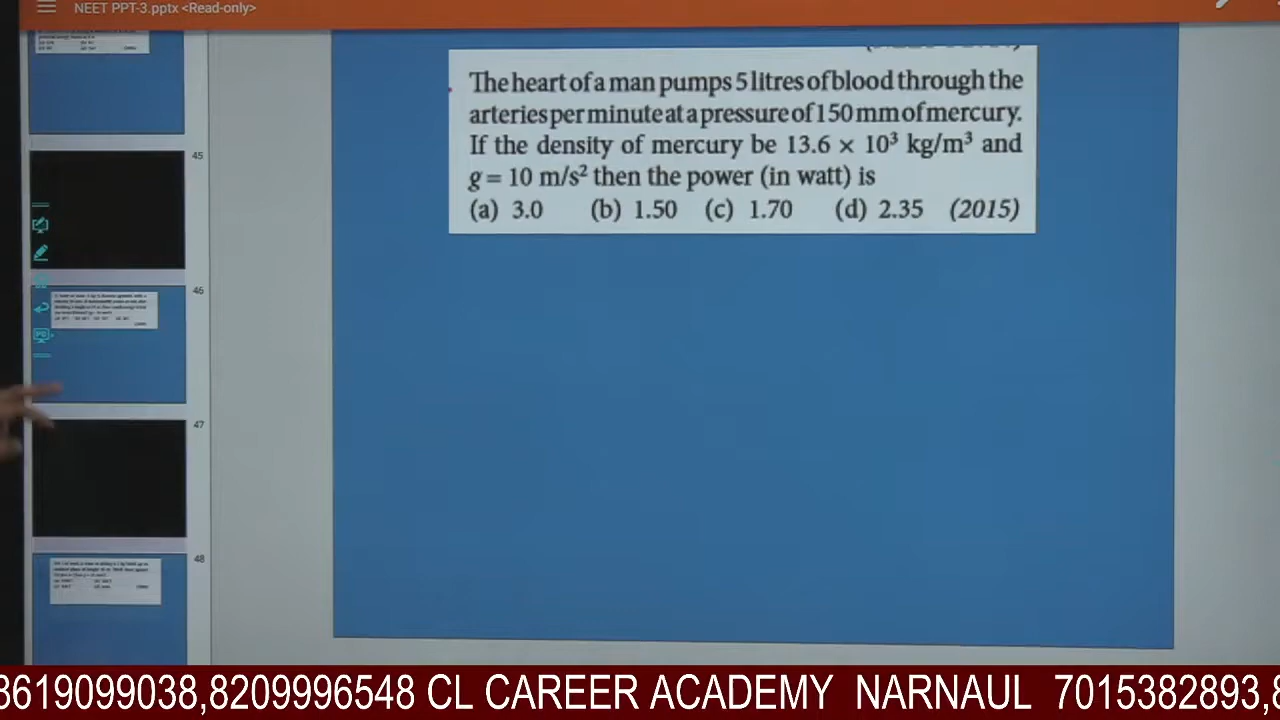 NEET PPT-3.pptx <Read-only>
45
46
47
48
The heart of a man pumps 5 litres of blood through the
arteries per minute at a pressure of 150 mm of mercury.
If the density of mercury be 13.6 × 10³ kg/m³ and
g = 10 m/s² then the power (in watt) is
(a) 3.0 (b) 1.50 (c) 1.70 (d) 2.35 (2015)
8619099038,8209996548 CL CAREER ACADEMY NARNAUL 7015382893,8